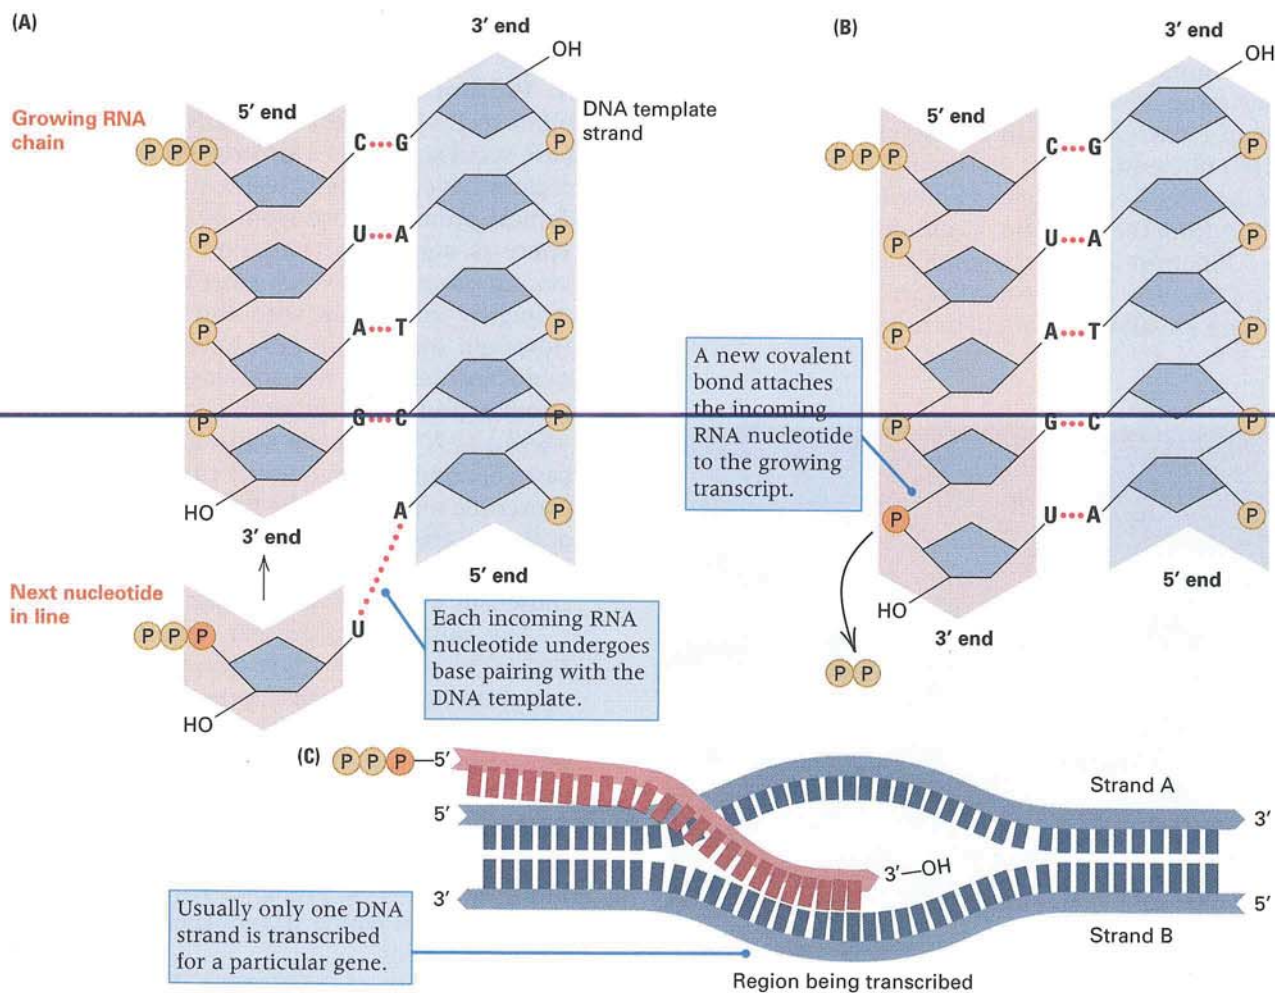 (A)
3′ end
OH
5′ end
Growing RNA
chain
DNA template
strand
P P P
C G
P
P
U A
P
P
A T
P
P
G C
P
HO
A
P
3′ end
5′ end
Next nucleotide
in line
P P P
U
HO
Each incoming RNA
nucleotide undergoes
base pairing with the
DNA template.
(B)
3′ end
OH
5′ end
P P P
C G
P
P
U A
P
P
A T
P
A new covalent
bond attaches
the incoming
RNA nucleotide
to the growing
transcript.
P
G C
P
P
U A
P
HO
3′ end
5′ end
P P
(C)
P P P 5′
Strand A
5′
3′
3′—OH
3′
5′
Strand B
Usually only one DNA
strand is transcribed
for a particular gene.
Region being transcribed